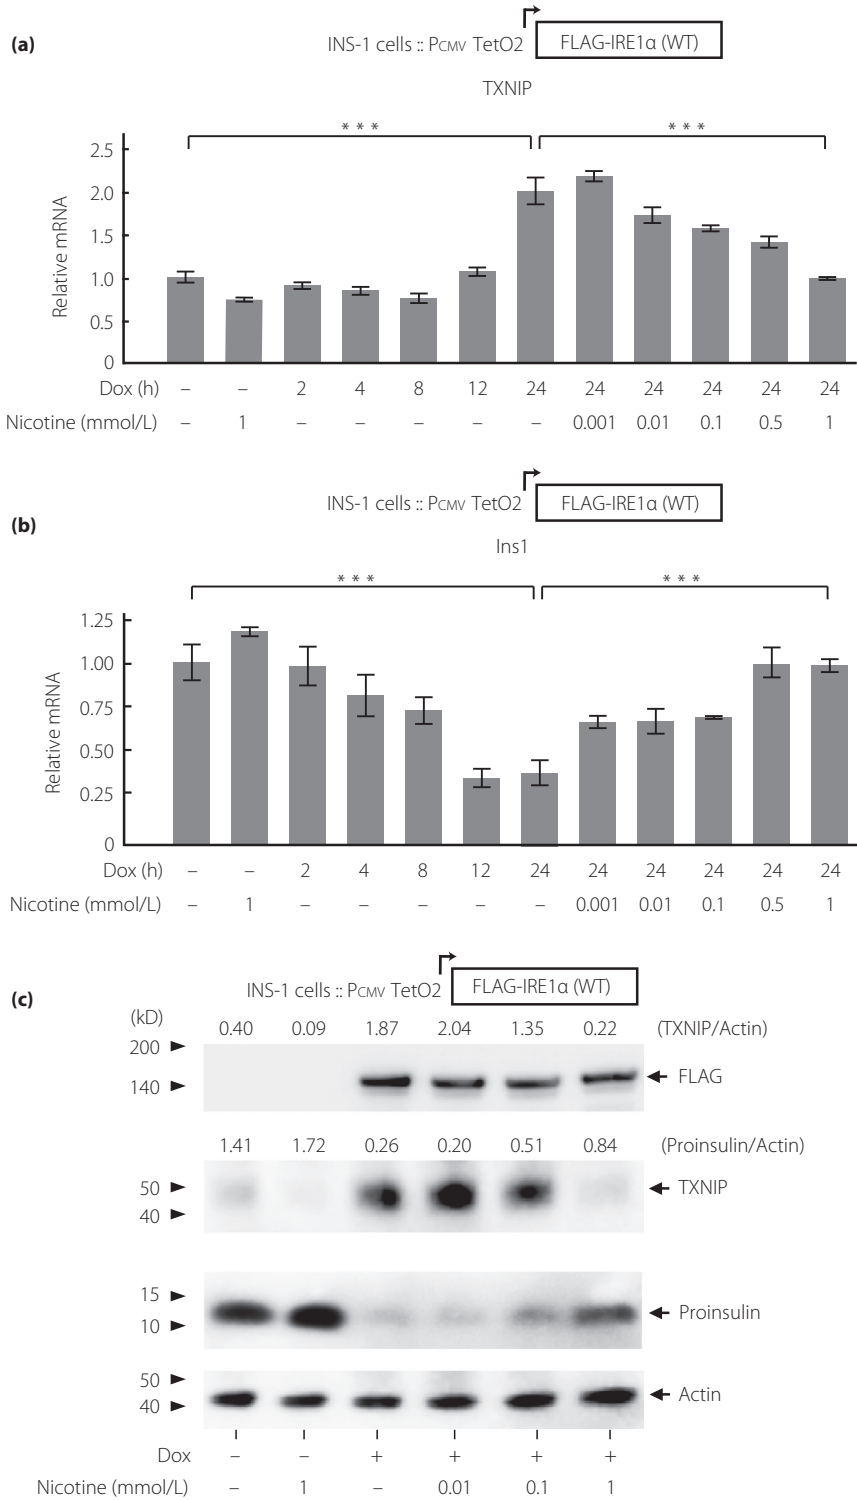 (a)
INS-1 cells :: PCMV TetO2 FLAG-IRE1α (WT)
TXNIP
* * * * * *
Relative mRNA
2.5
2.0
1.5
1.0
0.5
0
Dox (h) – – 2 4 8 12 24 24 24 24 24 24
Nicotine (mmol/L) – 1 – – – – – 0.001 0.01 0.1 0.5 1
(b)
INS-1 cells :: PCMV TetO2 FLAG-IRE1α (WT)
Ins1
* * * * * *
Relative mRNA
1.25
1.00
0.75
0.50
0.25
0
Dox (h) – – 2 4 8 12 24 24 24 24 24 24
Nicotine (mmol/L) – 1 – – – – – 0.001 0.01 0.1 0.5 1
(c)
INS-1 cells :: PCMV TetO2 FLAG-IRE1α (WT)
(kD) 0.40 0.09 1.87 2.04 1.35 0.22 (TXNIP/Actin)
200
140 FLAG
1.41 1.72 0.26 0.20 0.51 0.84 (Proinsulin/Actin)
50 TXNIP
40
15
10 Proinsulin
50
40 Actin
Dox – – + + + +
Nicotine (mmol/L) – 1 – 0.01 0.1 1